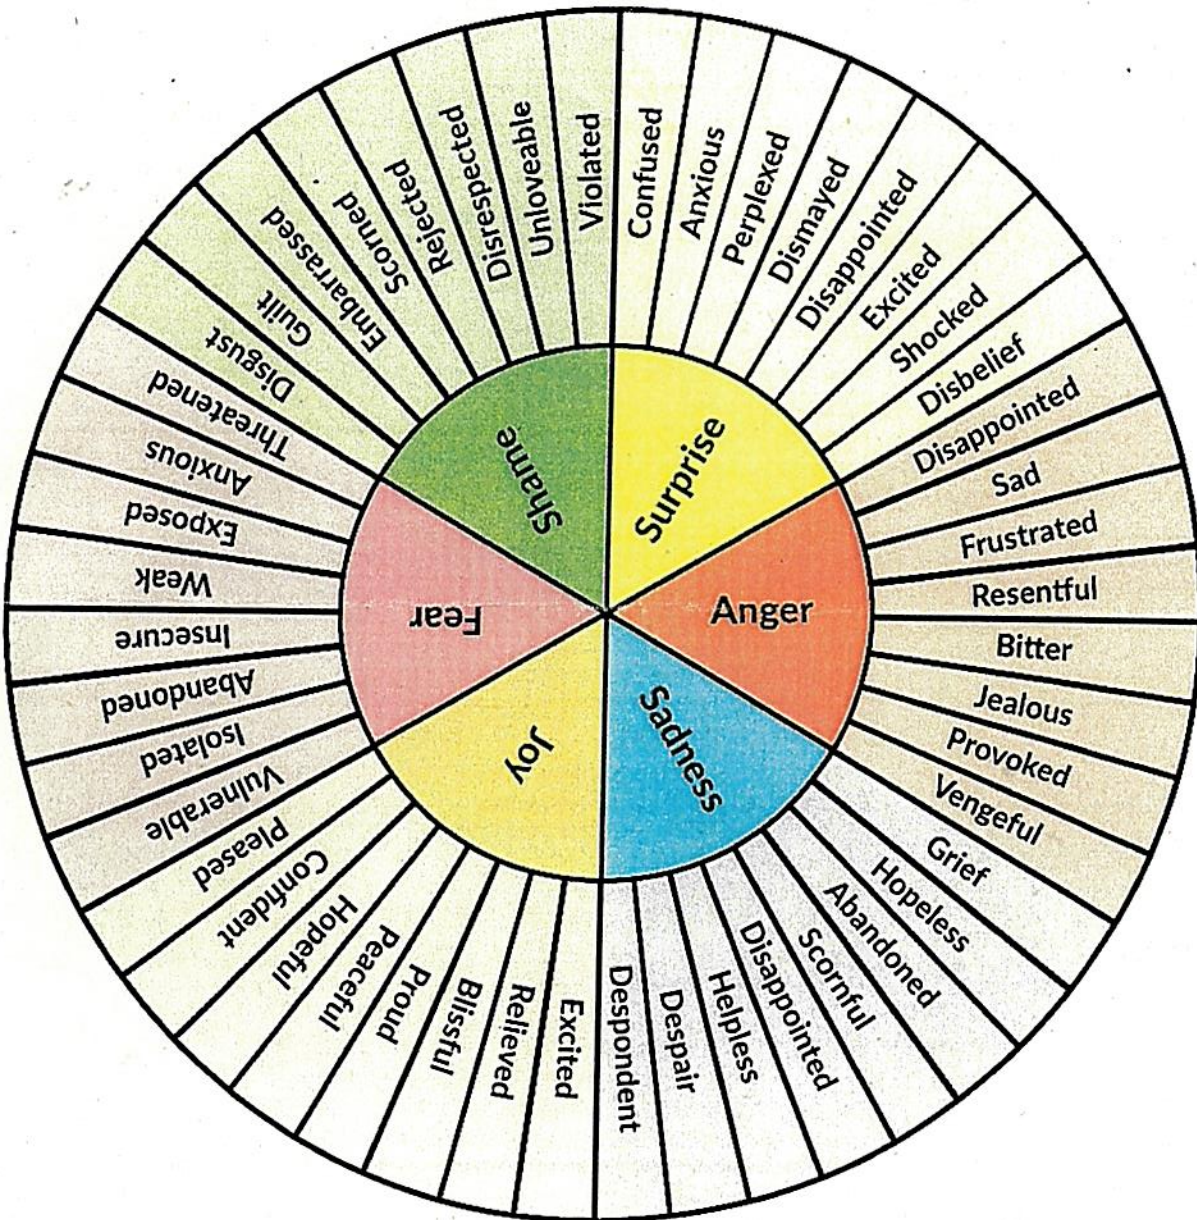 Surprise
Confused
Anxious
Perplexed
Dismayed
Disappointed
Excited
Shocked
Disbelief
Anger
Disappointed
Sad
Frustrated
Resentful
Bitter
Jealous
Provoked
Vengeful
Sadness
Grief
Hopeless
Abandoned
Scornful
Disappointed
Helpless
Despair
Despondent
Joy
Excited
Relieved
Blissful
Proud
Peaceful
Hopeful
Confident
Pleased
Fear
Vulnerable
Isolated
Abandoned
Insecure
Weak
Exposed
Anxious
Threatened
Shame
Disgust
Guilt
Embarrassed
Scorned
Rejected
Disrespected
Unloveable
Violated